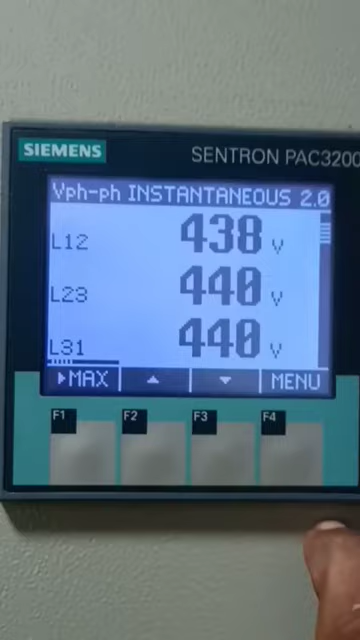 SIEMENS
SENTRON PAC3200
Vph-ph INSTANTANEOUS 2.0
L12 438 V
L23 440 V
L31 440 V
▶MAX ▲ ▼ MENU
F1 F2 F3 F4